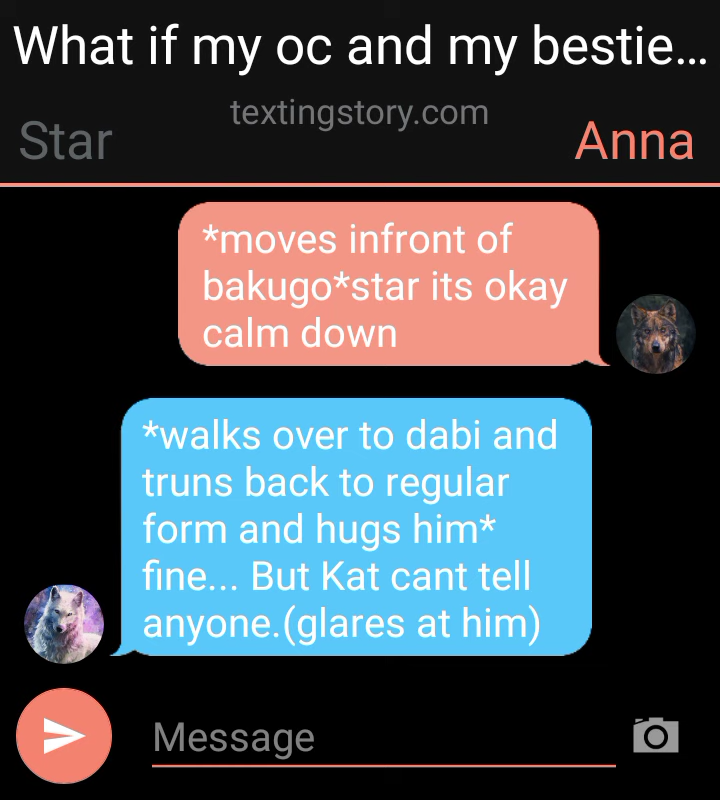 What if my oc and my bestie...
textingstory.com
Star
Anna
*moves infront of
bakugo*star its okay
calm down
*walks over to dabi and
truns back to regular
form and hugs him*
fine... But Kat cant tell
anyone.(glares at him)
Message